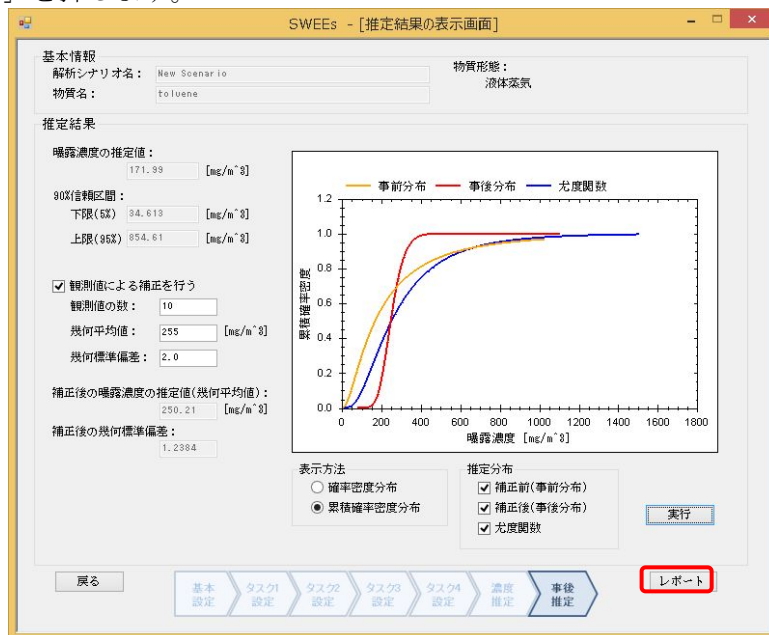 SWEEs - [推定結果の表示画面]
基本情報
解析シナリオ名： New Scenario
物質形態：
液体蒸気
物質名： toluene
推定結果
曝露濃度の推定値：
171.99 [mg/m^3]
90%信頼区間：
下限(5%) 34.613 [mg/m^3]
上限(95%) 854.61 [mg/m^3]
観測値による補正を行う
観測値の数： 10
幾何平均値： 255 [mg/m^3]
幾何標準偏差： 2.0
補正後の曝露濃度の推定値(幾何平均値)：
250.21 [mg/m^3]
補正後の幾何標準偏差：
1.2384
事前分布 事後分布 尤度関数
累積確率密度
1.2
1.0
0.8
0.6
0.4
0.2
0.0
0 200 400 600 800 1000 1200 1400 1600 1800
曝露濃度 [mg/m^3]
表示方法
確率密度分布
累積確率密度分布
推定分布
補正前(事前分布)
補正後(事後分布)
尤度関数
実行
戻る
基本設定
タスク1設定
タスク2設定
タスク3設定
タスク4設定
濃度推定
事後推定
レポート